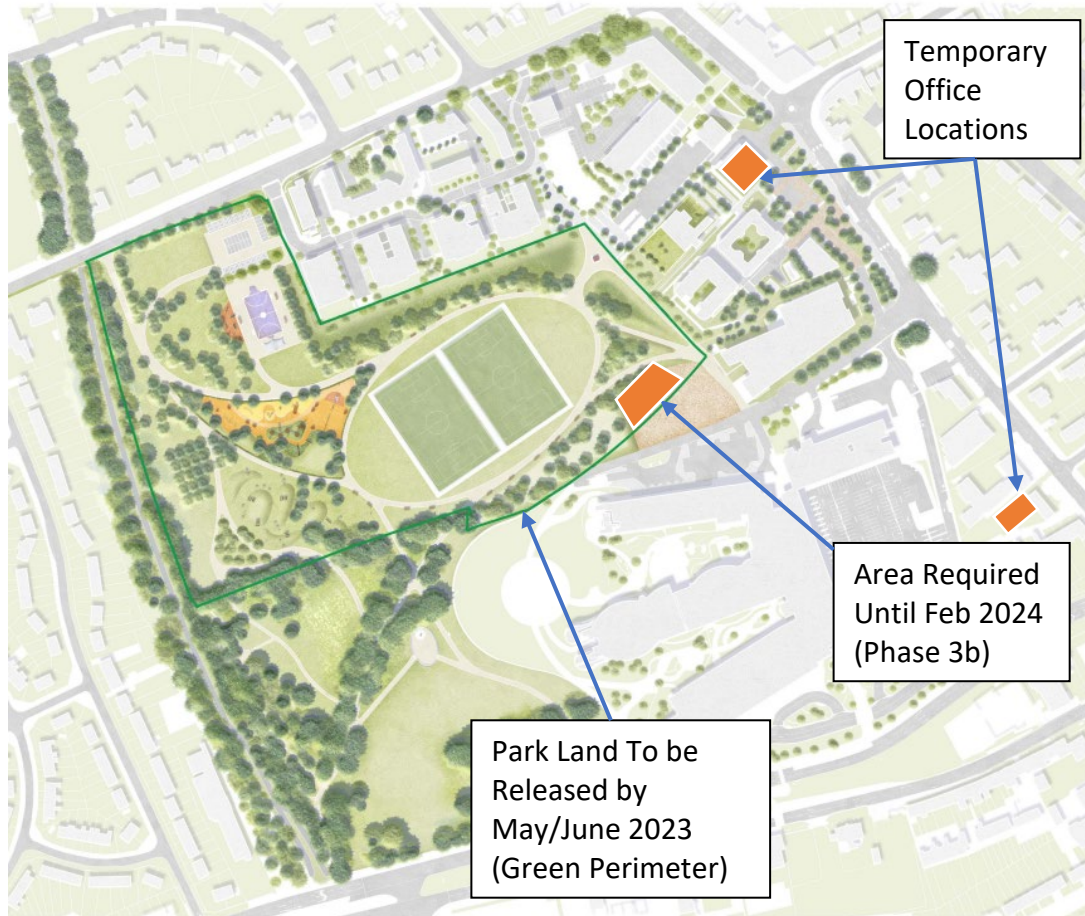 Temporary
Office
Locations
Area Required
Until Feb 2024
(Phase 3b)
Park Land To be
Released by
May/June 2023
(Green Perimeter)